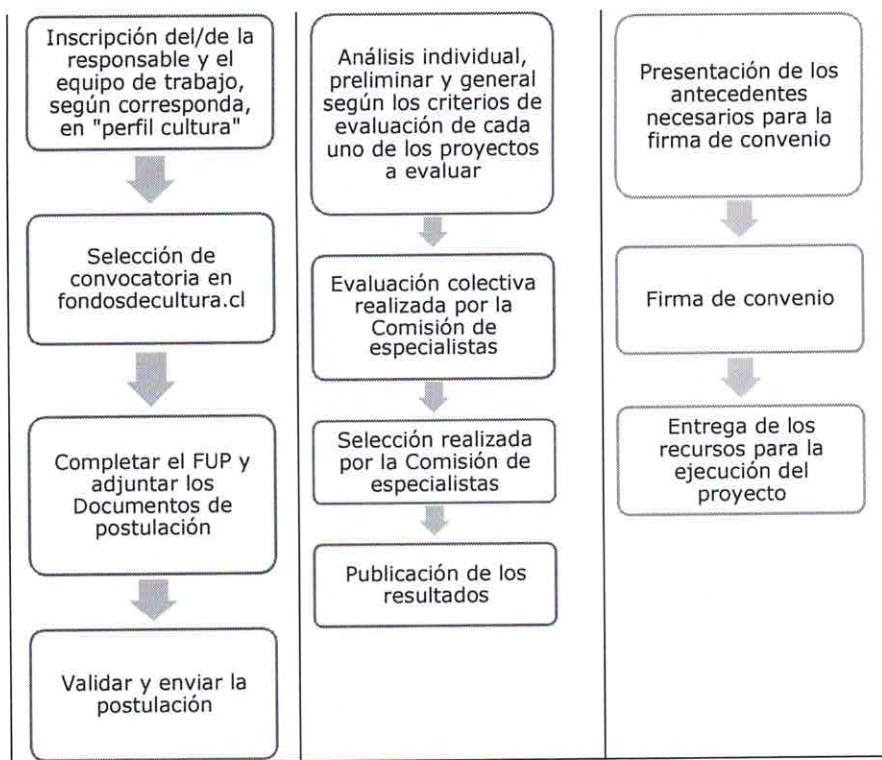 Inscripción del/de la
responsable y el
equipo de trabajo,
según corresponda,
en "perfil cultura"
Selección de
convocatoria en
fondosdecultura.cl
Completar el FUP y
adjuntar los
Documentos de
postulación
Validar y enviar la
postulación
Análisis individual,
preliminar y general
según los criterios de
evaluación de cada
uno de los proyectos
a evaluar
Evaluación colectiva
realizada por la
Comisión de
especialistas
Selección realizada
por la Comisión de
especialistas
Publicación de los
resultados
Presentación de los
antecedentes
necesarios para la
firma de convenio
Firma de convenio
Entrega de los
recursos para la
ejecución del
proyecto